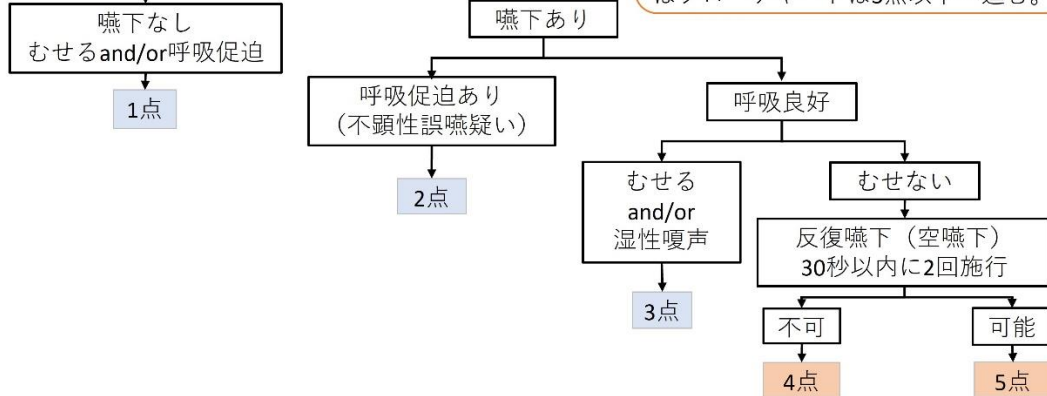 嚥下なし
むせるand/or呼吸促迫
1点
嚥下あり
呼吸促迫あり
（不顕性誤嚥疑い）
2点
呼吸良好
むせる
and/or
湿性嗄声
3点
むせない
反復嚥下（空嚥下）
30秒以内に2回施行
不可
可能
4点
5点